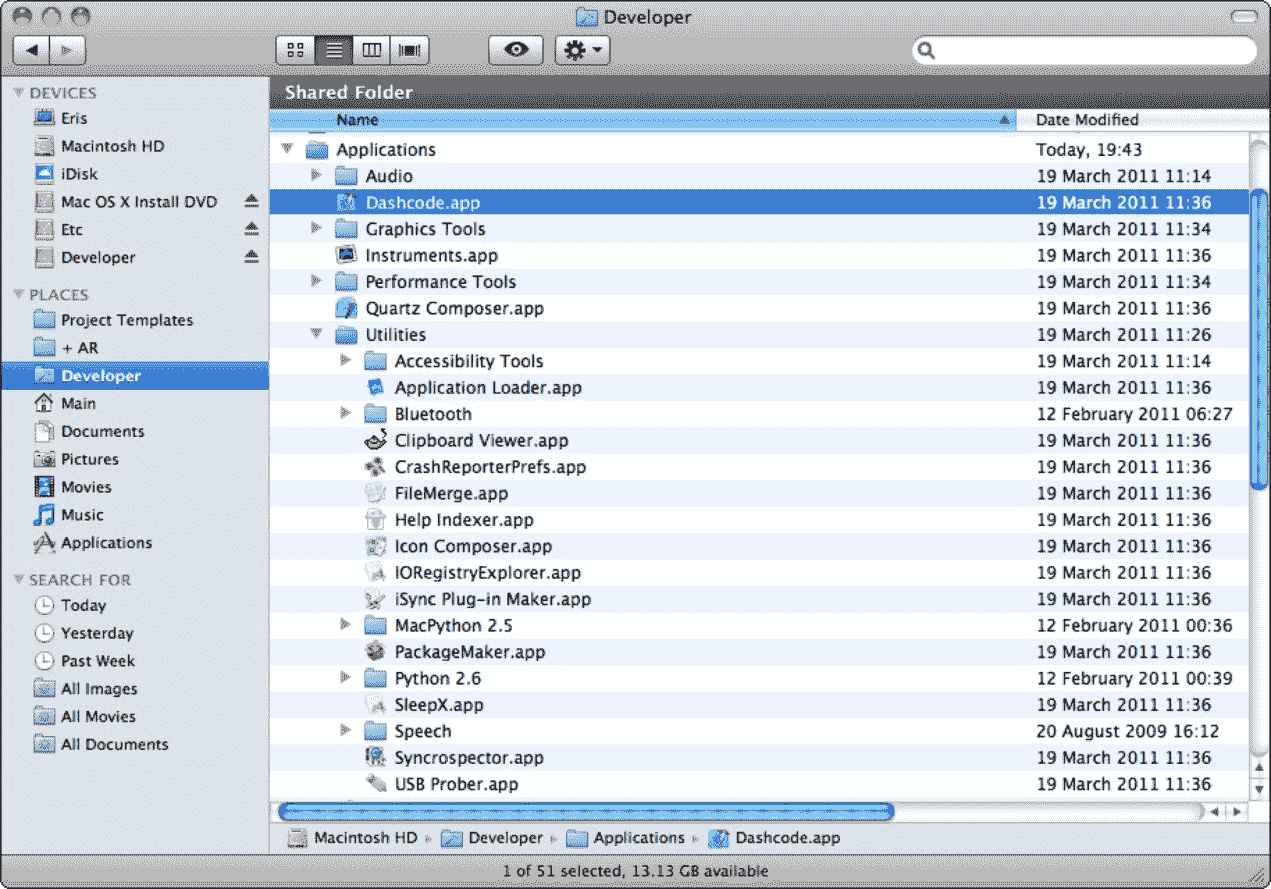 Developer
DEVICES
Eris
Macintosh HD
iDisk
Mac OS X Install DVD
Etc
Developer
PLACES
Project Templates
+ AR
Developer
Main
Documents
Pictures
Movies
Music
Applications
SEARCH FOR
Today
Yesterday
Past Week
All Images
All Movies
All Documents
Shared Folder
Name Date Modified
Applications Today, 19:43
Audio 19 March 2011 11:14
Dashcode.app 19 March 2011 11:36
Graphics Tools 19 March 2011 11:34
Instruments.app 19 March 2011 11:36
Performance Tools 19 March 2011 11:34
Quartz Composer.app 19 March 2011 11:36
Utilities 19 March 2011 11:26
Accessibility Tools 19 March 2011 11:14
Application Loader.app 19 March 2011 11:36
Bluetooth 12 February 2011 06:27
Clipboard Viewer.app 19 March 2011 11:36
CrashReporterPrefs.app 19 March 2011 11:36
FileMerge.app 19 March 2011 11:36
Help Indexer.app 19 March 2011 11:36
Icon Composer.app 19 March 2011 11:36
IORegistryExplorer.app 19 March 2011 11:36
iSync Plug-in Maker.app 19 March 2011 11:36
MacPython 2.5 12 February 2011 00:36
PackageMaker.app 19 March 2011 11:36
Python 2.6 12 February 2011 00:39
SleepX.app 19 March 2011 11:36
Speech 20 August 2009 16:12
Syncrospector.app 19 March 2011 11:36
USB Prober.app 19 March 2011 11:36
Macintosh HD ▸ Developer ▸ Applications ▸ Dashcode.app
1 of 51 selected, 13.13 GB available